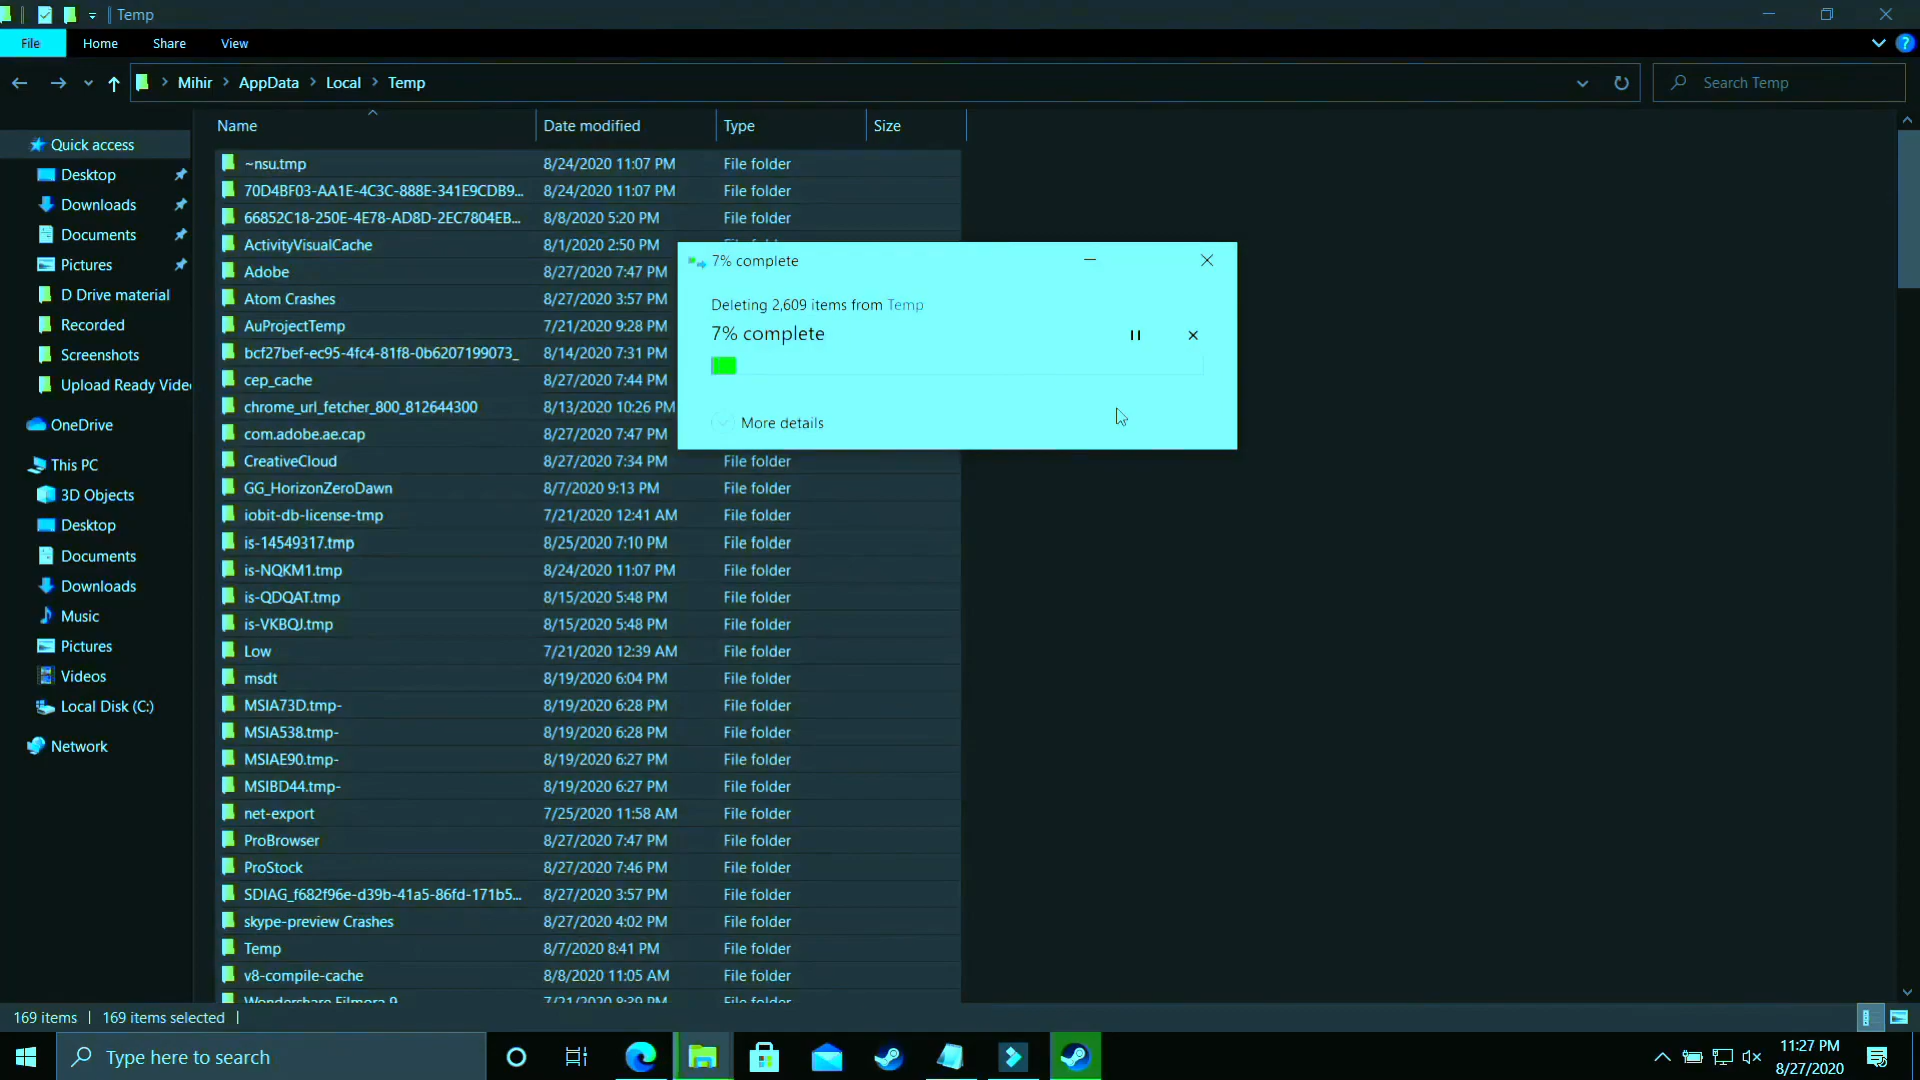 Temp
File Home Share View
Mihir AppData Local Temp
Search Temp
Name Date modified Type Size
Quick access
Desktop
Downloads
Documents
Pictures
D Drive material
Recorded
Screenshots
Upload Ready Vide
OneDrive
This PC
3D Objects
Desktop
Documents
Downloads
Music
Pictures
Videos
Local Disk (C:)
Network
~nsu.tmp 8/24/2020 11:07 PM File folder
70D4BF03-AA1E-4C3C-888E-341E9CDB9... 8/24/2020 11:07 PM File folder
66852C18-250E-4E78-AD8D-2EC7804EB... 8/8/2020 5:20 PM File folder
ActivityVisualCache 8/1/2020 2:50 PM
Adobe 8/27/2020 7:47 PM
Atom Crashes 8/27/2020 3:57 PM
AuProjectTemp 7/21/2020 9:28 PM
bcf27bef-ec95-4fc4-81f8-0b6207199073_ 8/14/2020 7:31 PM
cep_cache 8/27/2020 7:44 PM
chrome_url_fetcher_800_812644300 8/13/2020 10:26 PM
com.adobe.ae.cap 8/27/2020 7:47 PM
CreativeCloud 8/27/2020 7:34 PM File folder
GG_HorizonZeroDawn 8/7/2020 9:13 PM File folder
iobit-db-license-tmp 7/21/2020 12:41 AM File folder
is-14549317.tmp 8/25/2020 7:10 PM File folder
is-NQKM1.tmp 8/24/2020 11:07 PM File folder
is-QDQAT.tmp 8/15/2020 5:48 PM File folder
is-VKBQJ.tmp 8/15/2020 5:48 PM File folder
Low 7/21/2020 12:39 AM File folder
msdt 8/19/2020 6:04 PM File folder
MSIA73D.tmp- 8/19/2020 6:28 PM File folder
MSIA538.tmp- 8/19/2020 6:28 PM File folder
MSIAE90.tmp- 8/19/2020 6:27 PM File folder
MSIBD44.tmp- 8/19/2020 6:27 PM File folder
net-export 7/25/2020 11:58 AM File folder
ProBrowser 8/27/2020 7:47 PM File folder
ProStock 8/27/2020 7:46 PM File folder
SDIAG_f682f96e-d39b-41a5-86fd-171b5... 8/27/2020 3:57 PM File folder
skype-preview Crashes 8/27/2020 4:02 PM File folder
Temp 8/7/2020 8:41 PM File folder
v8-compile-cache 8/8/2020 11:05 AM File folder
Wondershare Filmora 9 7/21/2020 8:39 PM File folder
7% complete
Deleting 2,609 items from Temp
7% complete
More details
169 items 169 items selected
Type here to search
11:27 PM
8/27/2020